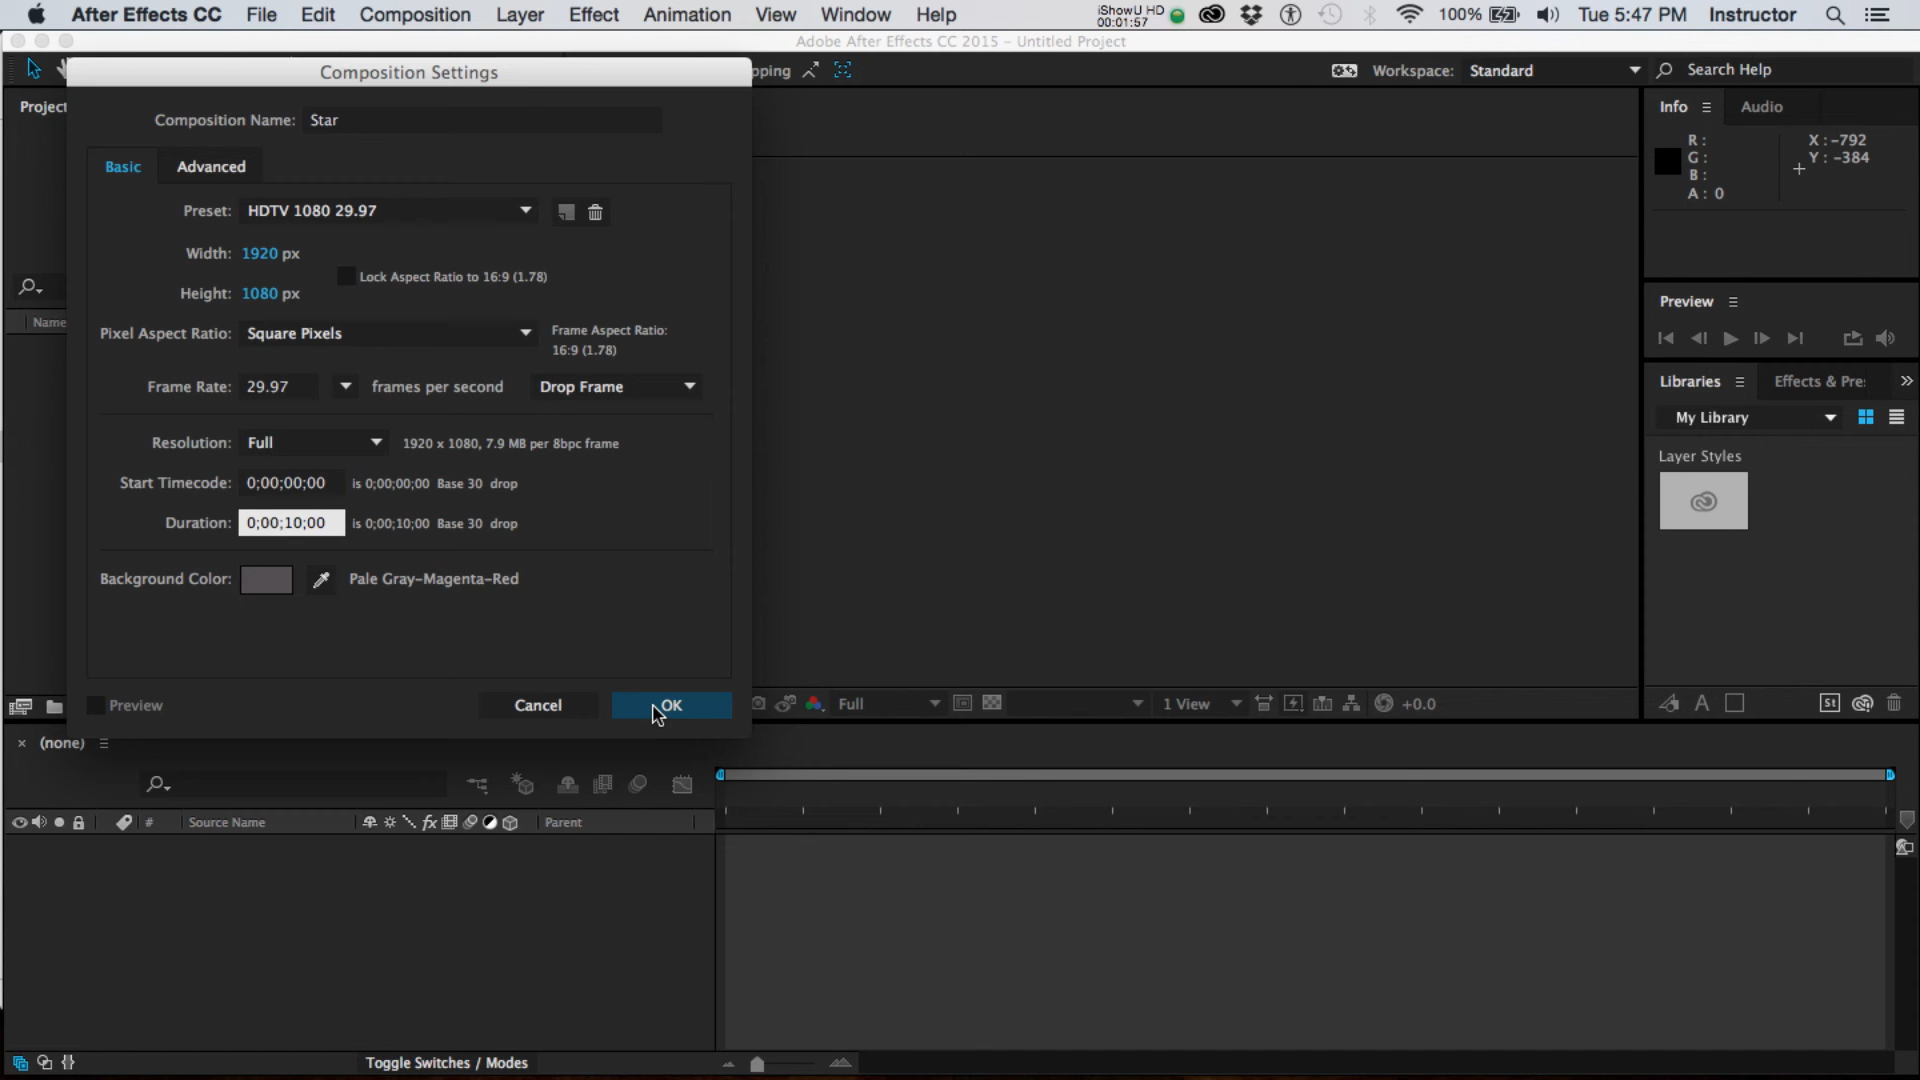 After Effects CC File Edit Composition Layer Effect Animation View Window Help iShowU HD 00:01:57 100% Tue 5:47 PM Instructor
Adobe After Effects CC 2015 - Untitled Project
Composition Settings
pping Workspace: Standard Search Help
Project
Info Audio
Composition Name: Star
R: X:-792
G: Y: -384
B:
A: 0
Basic Advanced
Preset: HDTV 1080 29.97
Width: 1920 px
Lock Aspect Ratio to 16:9 (1.78)
Height: 1080 px
Preview
Name
Pixel Aspect Ratio: Square Pixels Frame Aspect Ratio:
16:9 (1.78)
Frame Rate: 29.97 frames per second Drop Frame
Libraries Effects & Pre:
My Library
Resolution: Full 1920 x 1080, 7.9 MB per 8bpc frame
Layer Styles
Start Timecode: 0;00;00;00 is 0;00;00;00 Base 30 drop
Duration: 0;00;10;00 is 0;00;10;00 Base 30 drop
Background Color: Pale Gray-Magenta-Red
Preview Cancel OK
Full 1 View +0.0 A St
(none)
# Source Name fx Parent
Toggle Switches / Modes